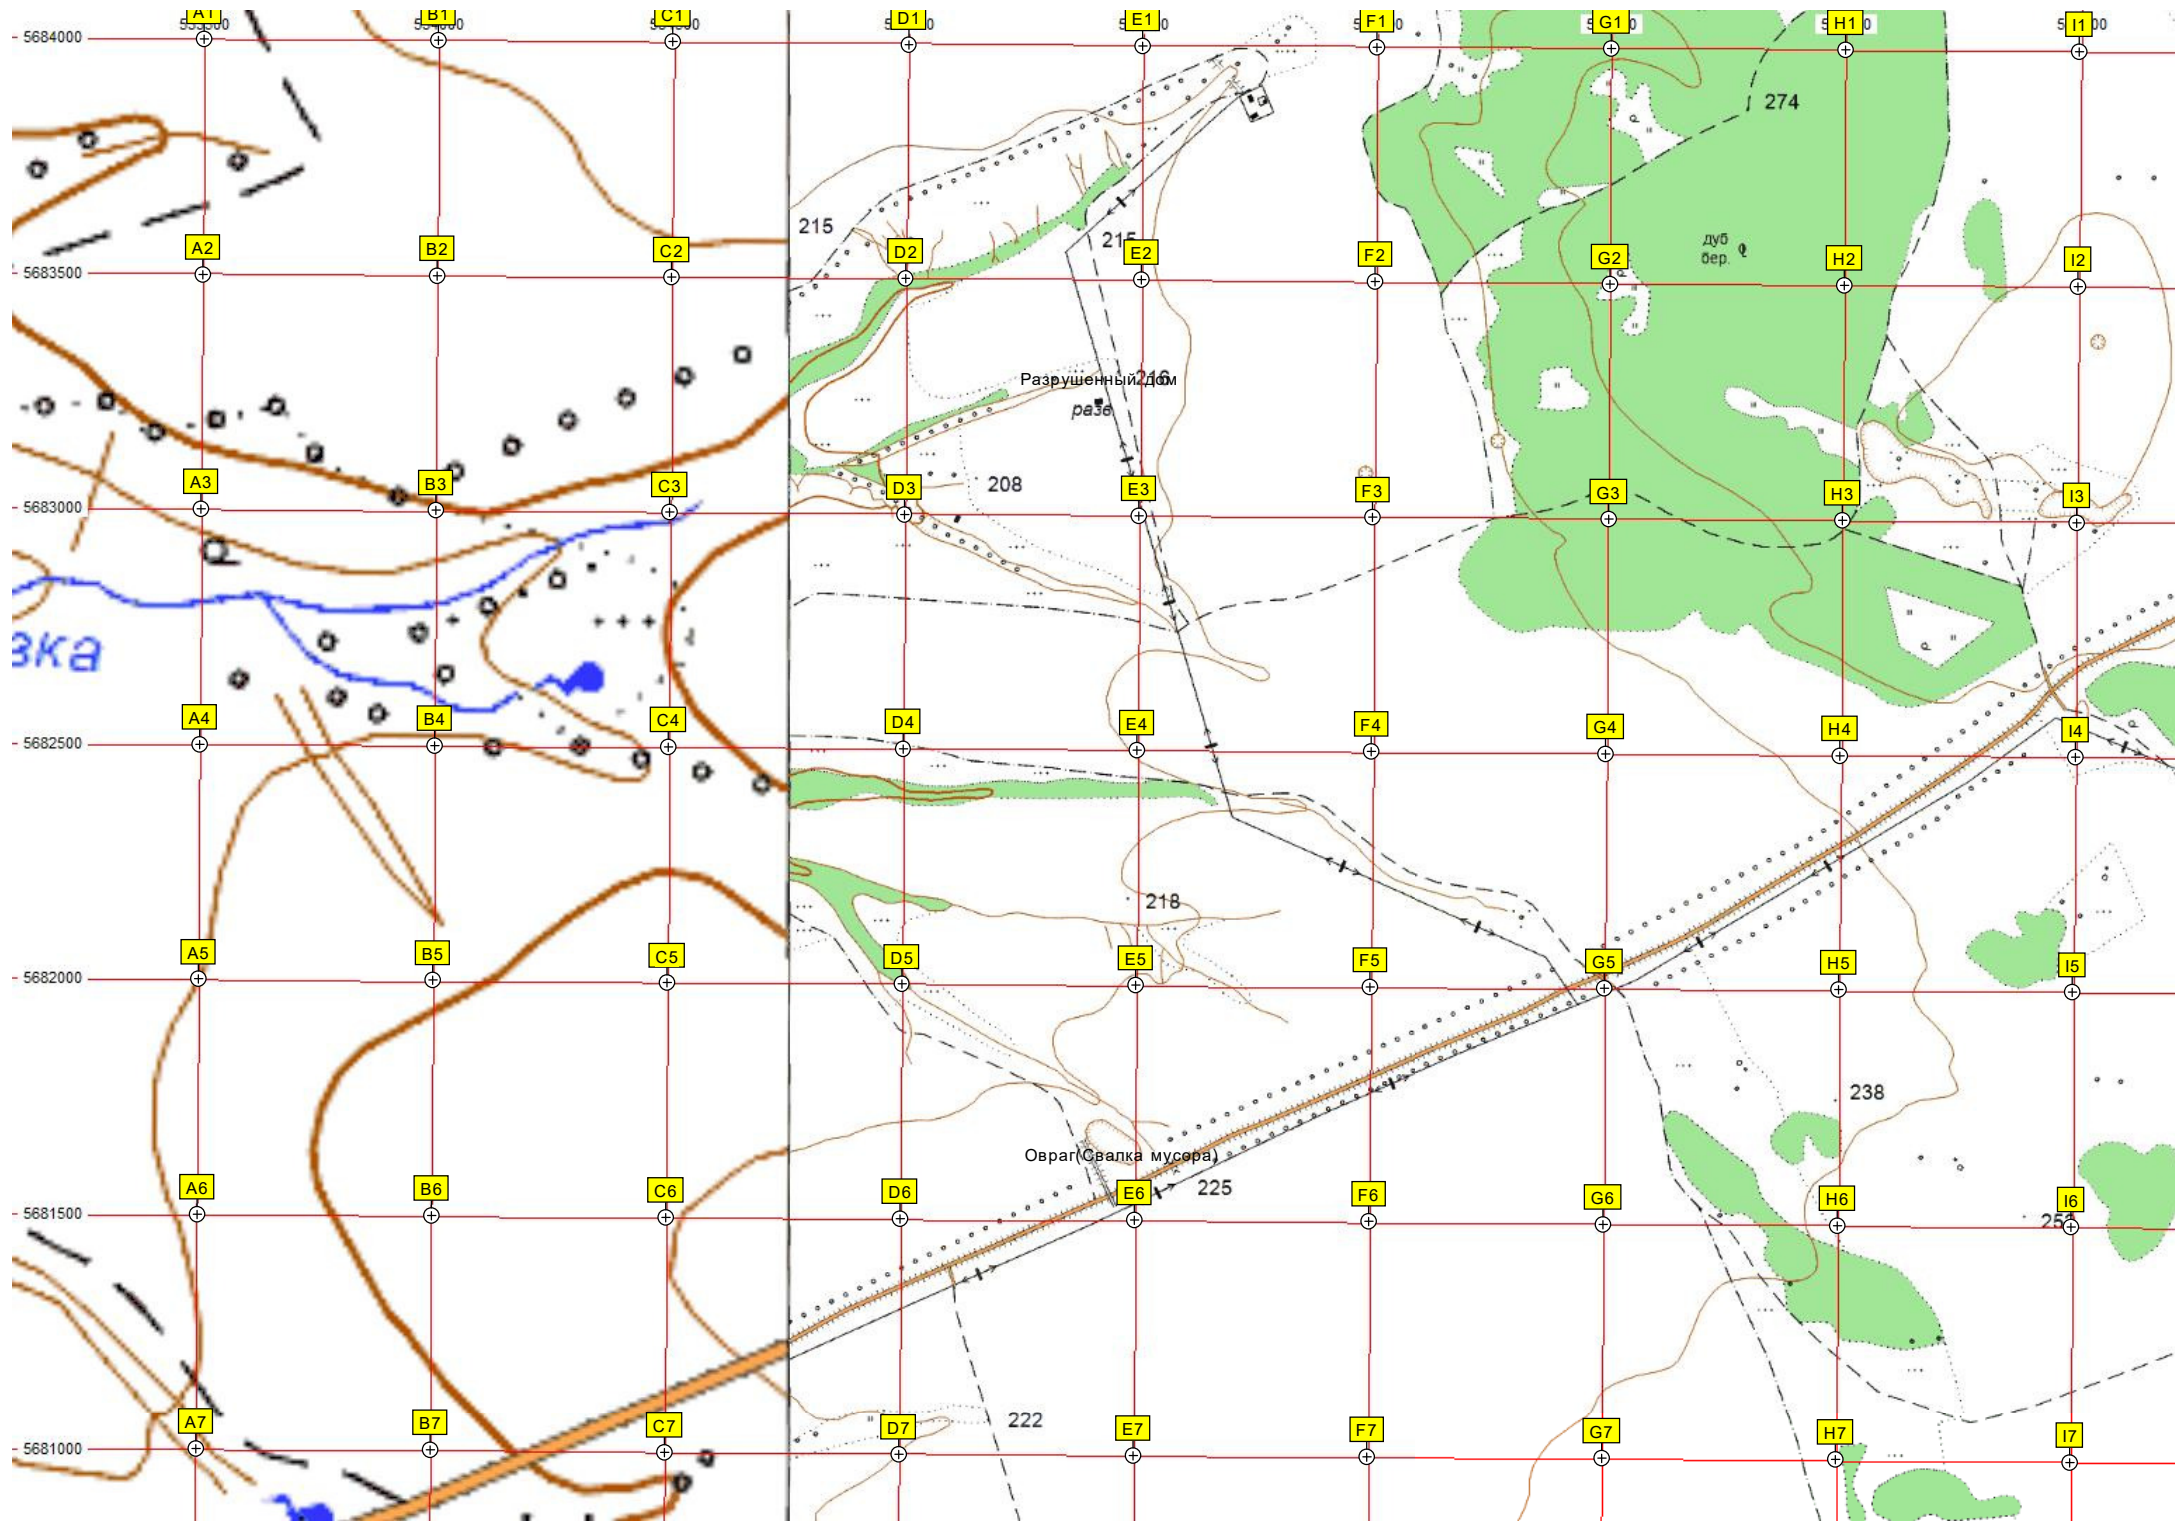 A1 B1 C1 D1 E1 F1 G1 H1 I1
5684000
274
215
215
дуб
бер.
A2 B2 C2 D2 E2 F2 G2 H2 I2
5683500
Разрушенный дом
216
разв
208
A3 B3 C3 D3 E3 F3 G3 H3 I3
5683000
вка
A4 B4 C4 D4 E4 F4 G4 H4 I4
5682500
218
A5 B5 C5 D5 E5 F5 G5 H5 I5
5682000
238
Овраг(Свалка мусора)
225
A6 B6 C6 D6 E6 F6 G6 H6 I6
5681500
222
A7 B7 C7 D7 E7 F7 G7 H7 I7
5681000